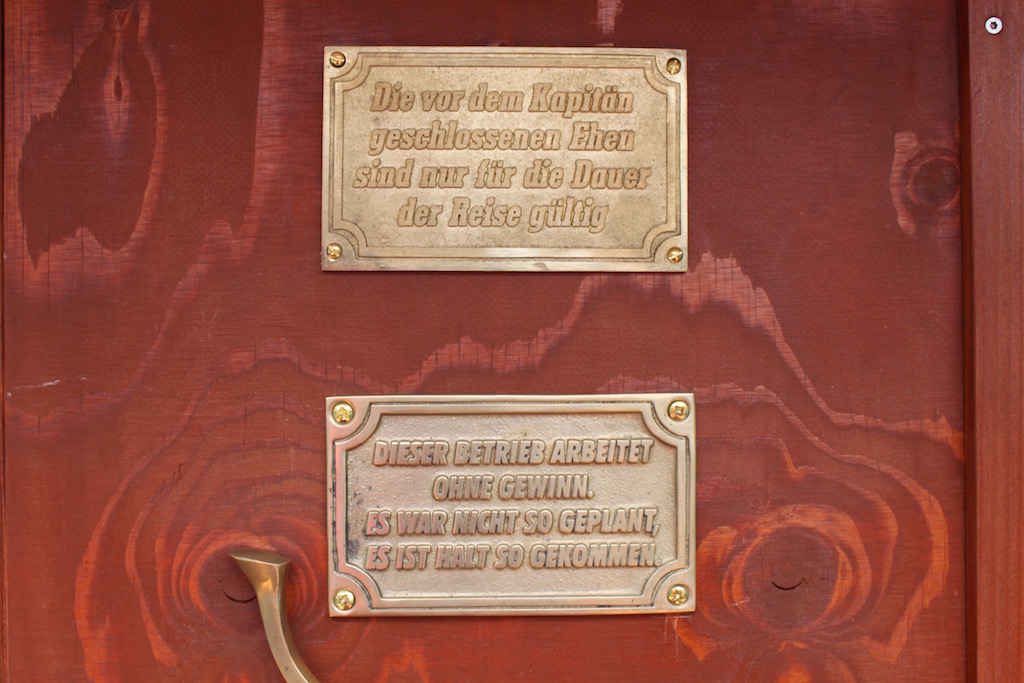 Die vor dem Kapitän
geschlossenen Ehen
sind nur für die Dauer
der Reise gültig
DIESER BETRIEB ARBEITET
OHNE GEWINN.
ES WAR NICHT SO GEPLANT,
ES IST HALT SO GEKOMMEN.